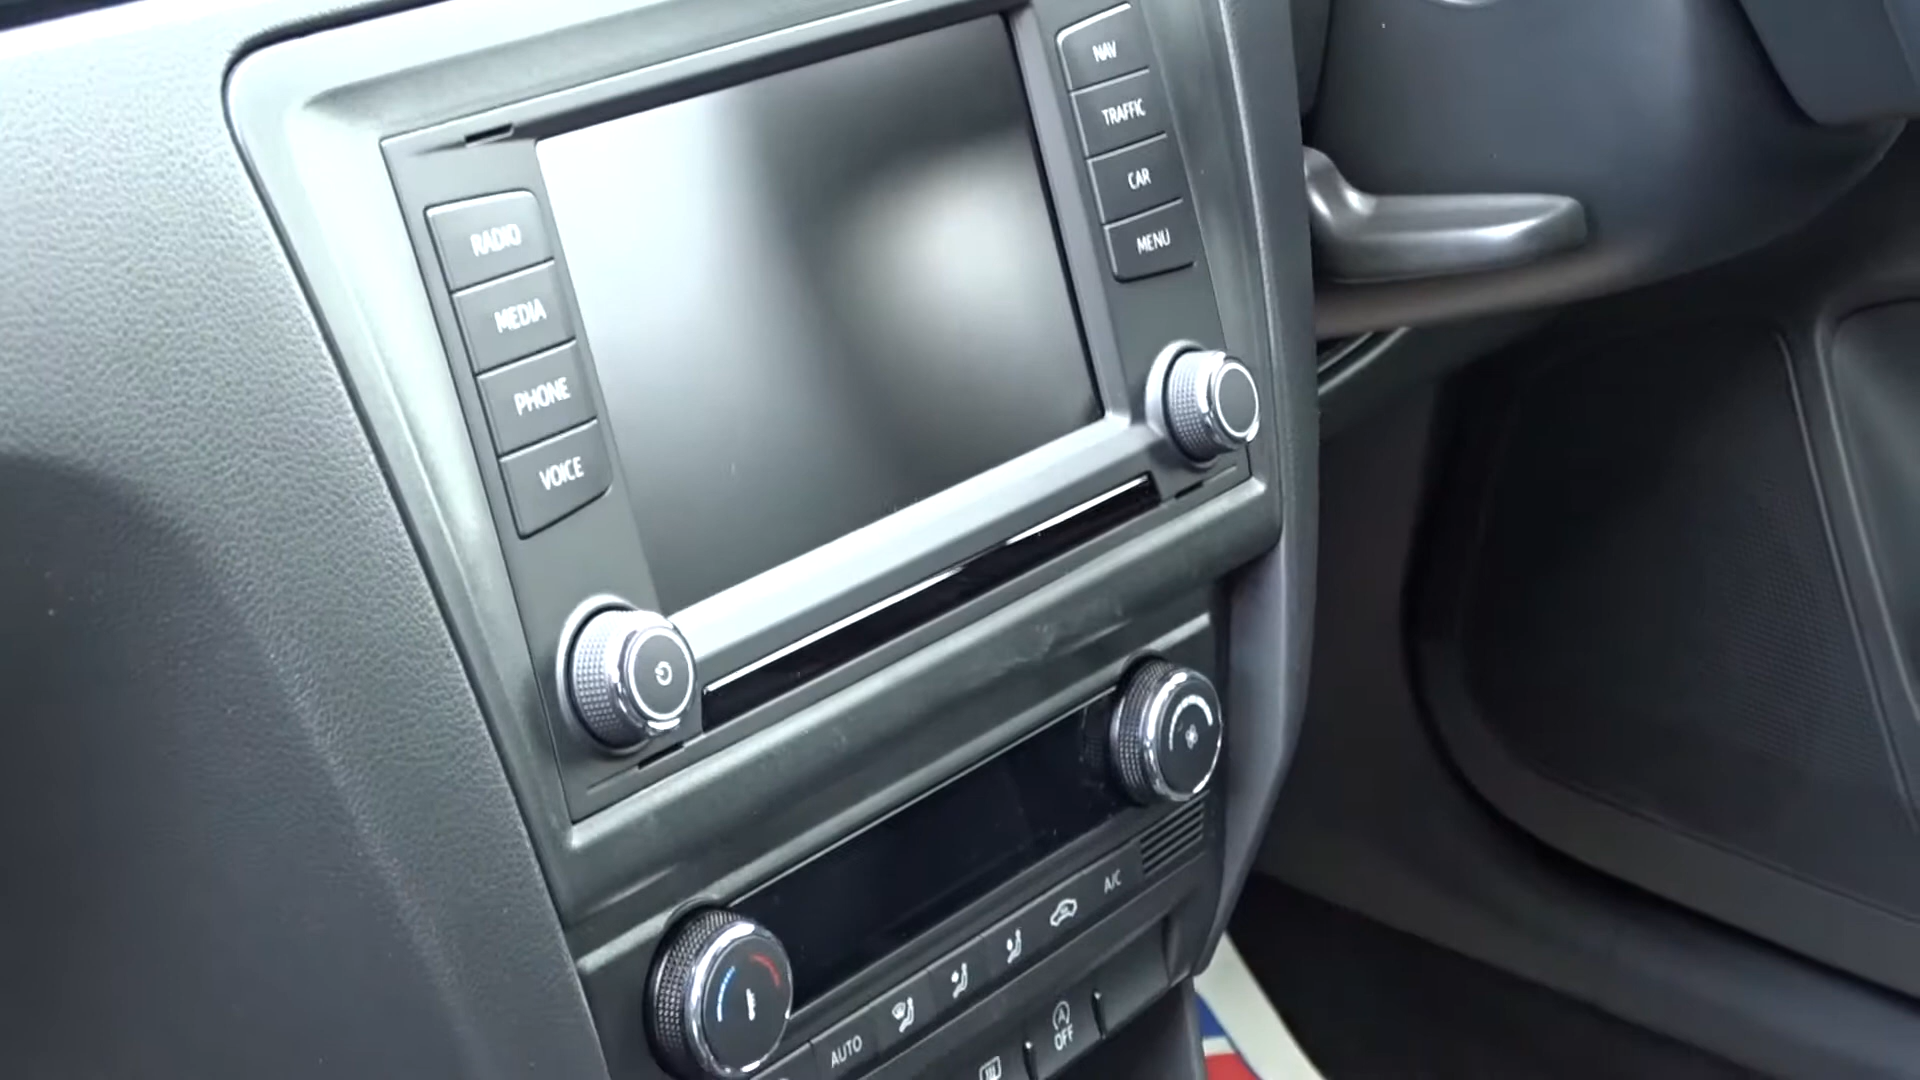 RADIO
MEDIA
PHONE
VOICE
NAV
TRAFFIC
CAR
MENU
A/C
AUTO
OFF